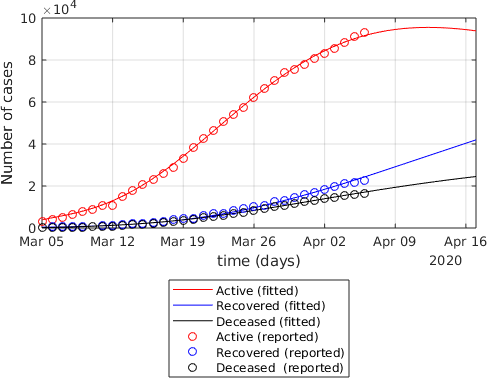 ×10⁴
10
8
6
4
2
0
Number of cases
Mar 05 Mar 12 Mar 19 Mar 26 Apr 02 Apr 09 Apr 16
time (days) 2020
Active (fitted)
Recovered (fitted)
Deceased (fitted)
Active (reported)
Recovered (reported)
Deceased (reported)